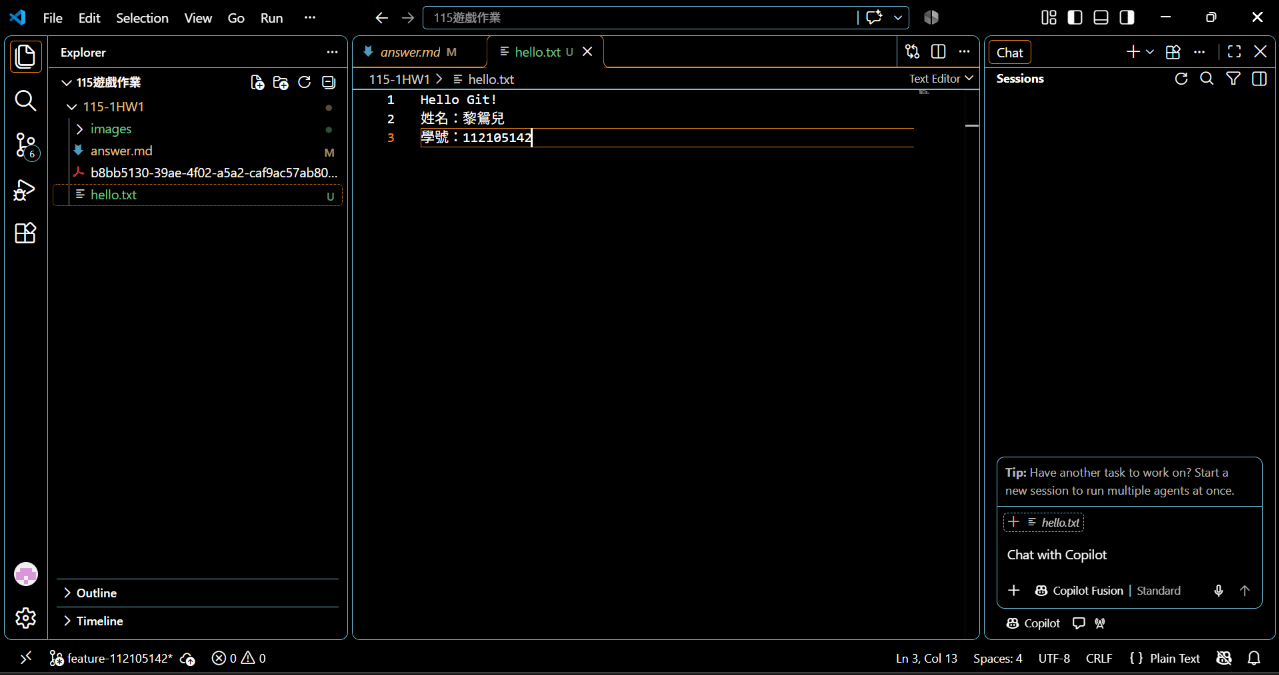 File Edit Selection View Go Run ···
115遊戲作業
Explorer ···
115遊戲作業
115-1HW1
images
answer.md M
b8bb5130-39ae-4f02-a5a2-caf9ac57ab80...
hello.txt U
Outline
Timeline
answer.md M
hello.txt U
115-1HW1 > hello.txt
Text Editor
1 Hello Git!
2 姓名：黎鴛兒
3 學號：112105142
Chat
Sessions
Tip: Have another task to work on? Start a
new session to run multiple agents at once.
hello.txt
Chat with Copilot
Copilot Fusion | Standard
Copilot
6
feature-112105142* 0 0
Ln 3, Col 13 Spaces: 4 UTF-8 CRLF { } Plain Text